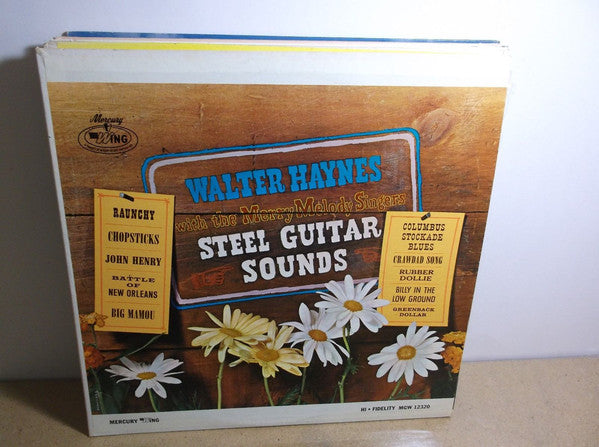 Mercury
WING
WALTER HAYNES
with the Merry Melody Singers
STEEL GUITAR
SOUNDS
RAUNCHY
CHOPSTICKS
JOHN HENRY
BATTLE OF
NEW ORLEANS
BIG MAMOU
COLUMBUS
STOCKADE
BLUES
CRAWDAD SONG
RUBBER
DOLLIE
BILLY IN THE
LOW GROUND
GREENBACK
DOLLAR
MERCURY WING
HI • FIDELITY MGW 12320